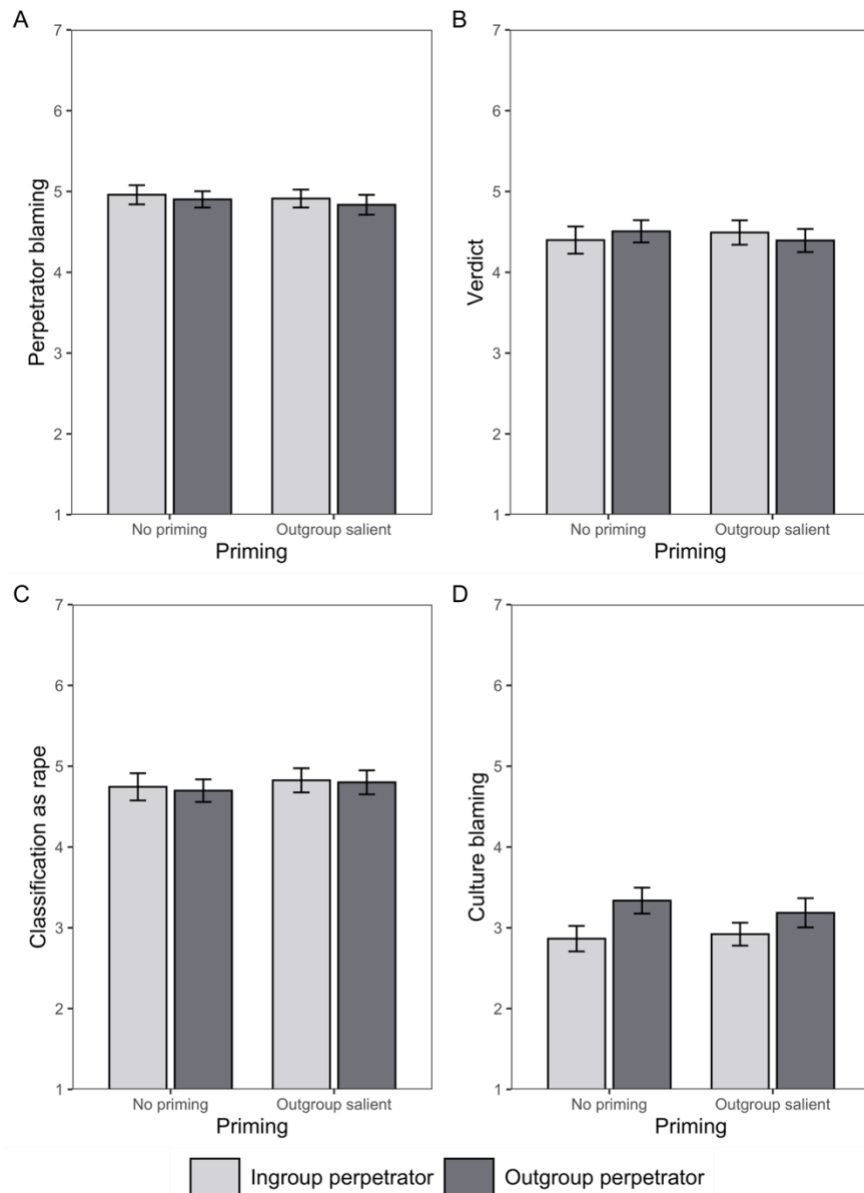 A
7
6
5
4
3
2
1
Perpetrator blaming
No priming
Outgroup salient
Priming
B
7
6
5
4
3
2
1
Verdict
No priming
Outgroup salient
Priming
C
7
6
5
4
3
2
1
Classification as rape
No priming
Outgroup salient
Priming
D
7
6
5
4
3
2
1
Culture blaming
No priming
Outgroup salient
Priming
Ingroup perpetrator
Outgroup perpetrator